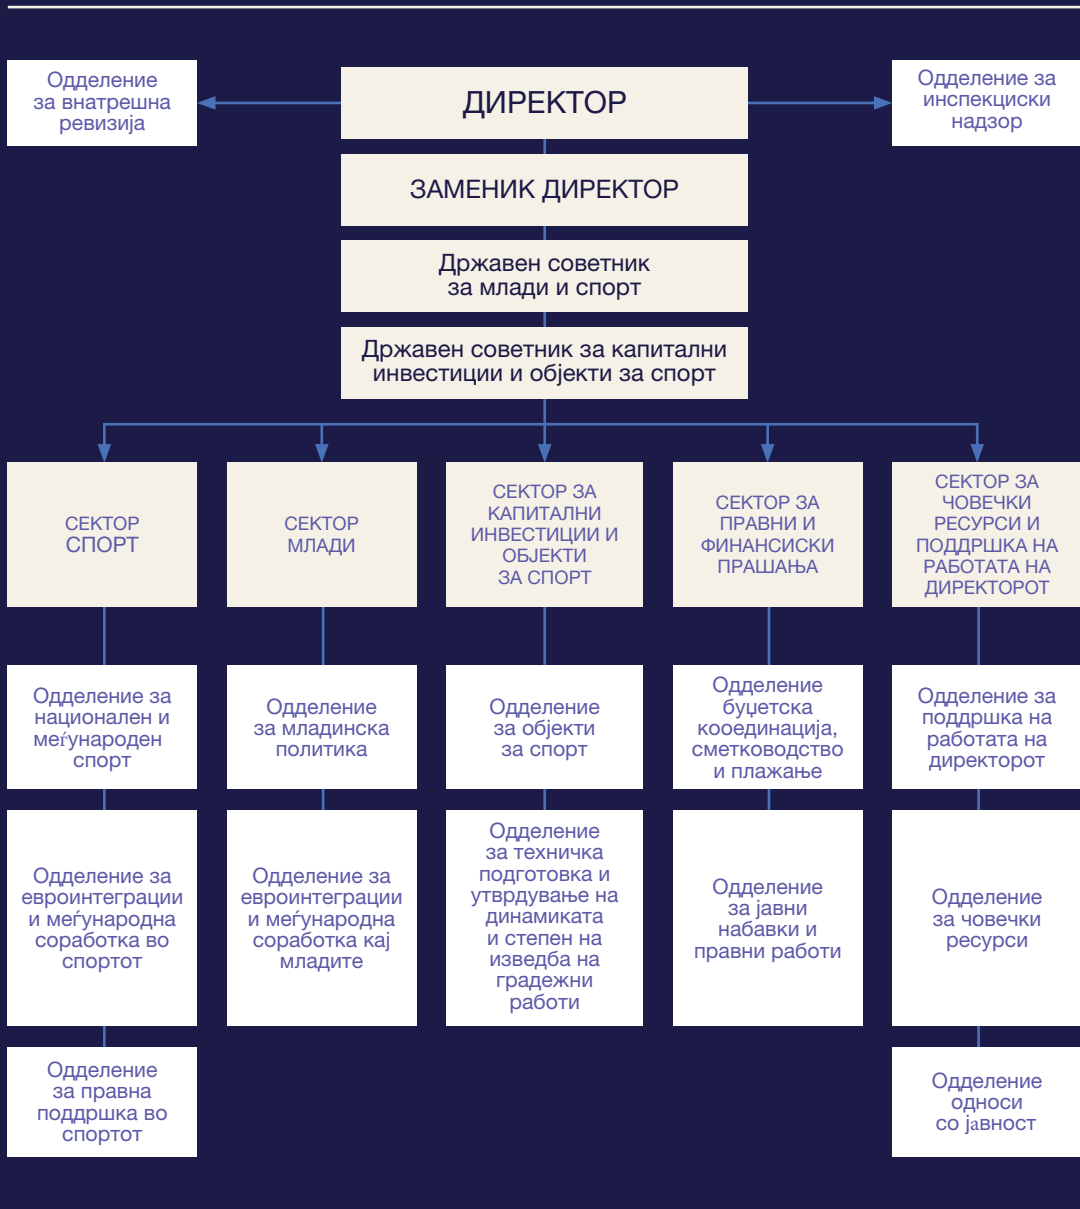 Одделение
за внатрешна
ревизија
ДИРЕКТОР
Одделение за
инспекциски
надзор
ЗАМЕНИК ДИРЕКТОР
Државен советник
за млади и спорт
Државен советник за капитални
инвестиции и објекти за спорт
СЕКТОР
СПОРТ
СЕКТОР
МЛАДИ
СЕКТОР ЗА
КАПИТАЛНИ
ИНВЕСТИЦИИ И
ОБЈЕКТИ
ЗА СПОРТ
СЕКТОР ЗА
ПРАВНИ И
ФИНАНСИСКИ
ПРАШАЊА
СЕКТОР ЗА
ЧОВЕЧКИ
РЕСУРСИ И
ПОДДРШКА НА
РАБОТАТА НА
ДИРЕКТОРОТ
Одделение за
национален и
меѓународен
спорт
Одделение
за младинска
политика
Одделение
за објекти
за спорт
Одделение
буџетска
кооединација,
сметководство
и плажање
Одделение за
поддршка на
работата на
директорот
Одделение за
евроинтеграции
и меѓународна
соработка во
спортот
Одделение за
евроинтеграции
и меѓународна
соработка кај
младите
Одделение
за техничка
подготовка и
утврдување на
динамиката
и степен на
изведба на
градежни
работи
Одделение
за јавни
набавки и
правни работи
Одделение
за човечки
ресурси
Одделение
за правна
поддршка во
спортот
Одделение
односи
со јавност